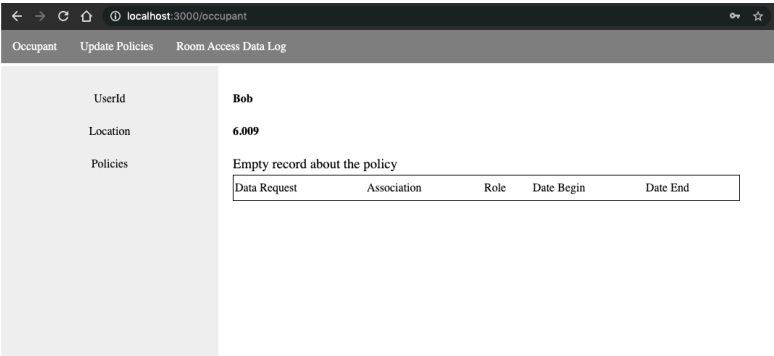 localhost:3000/occupant
Occupant Update Policies Room Access Data Log
UserId Bob
Location 6.009
Policies Empty record about the policy
Data Request Association Role Date Begin Date End